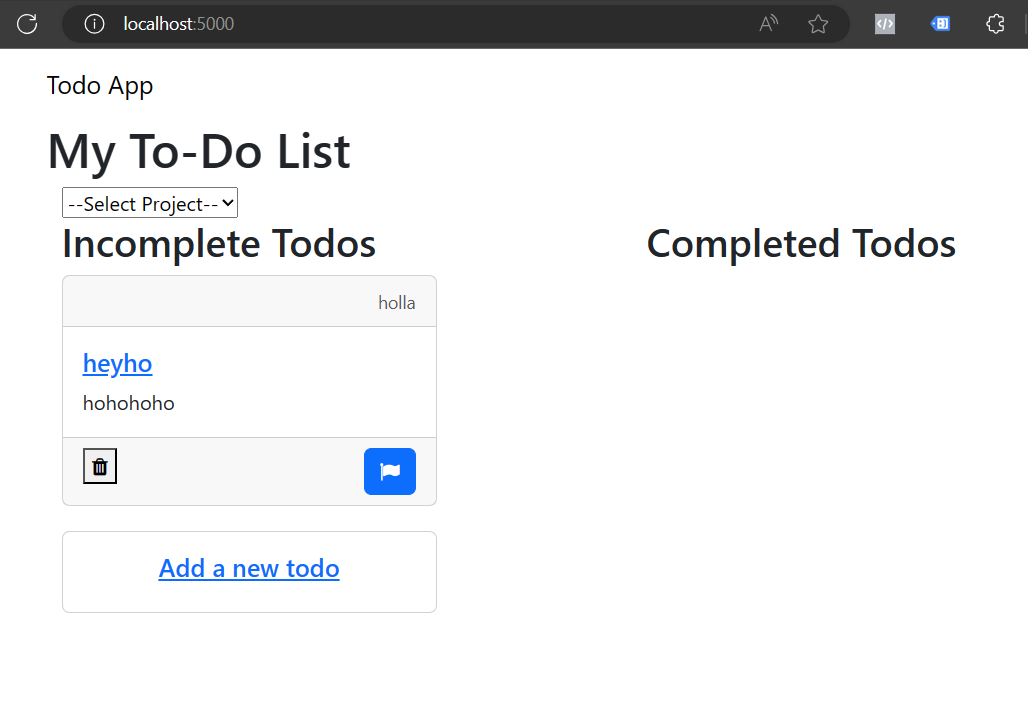 localhost:5000
Todo App
My To-Do List
--Select Project--
Incomplete Todos
Completed Todos
holla
heyho
hohohoho
Add a new todo